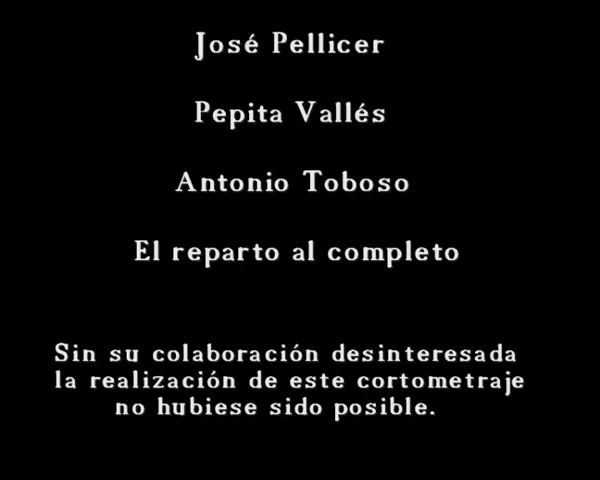 José Pellicer
Pepita Vallés
Antonio Toboso
El reparto al completo
Sin su colaboración desinteresada
la realización de este cortometraje
no hubiese sido posible.